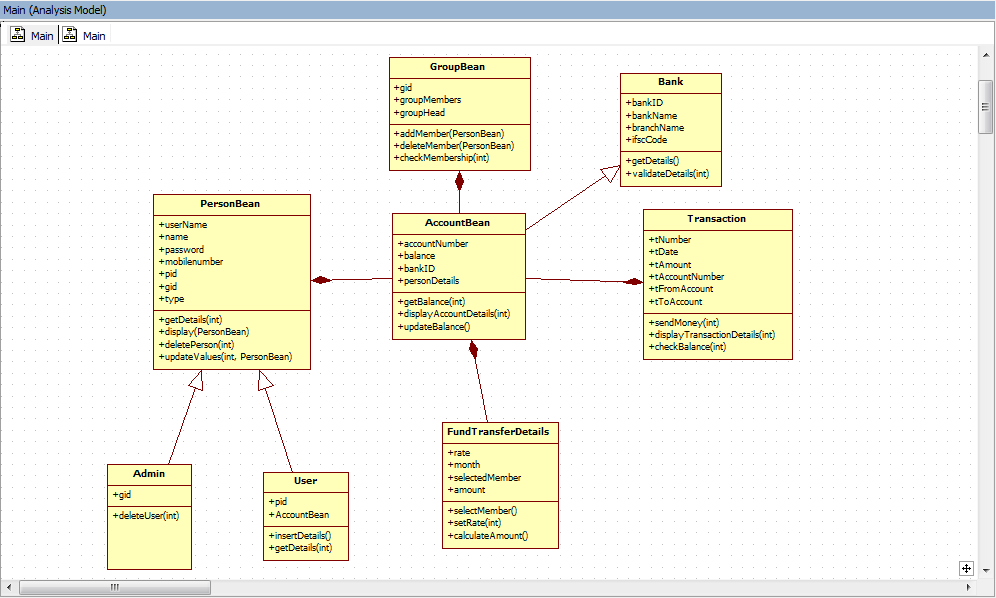 Main (Analysis Model)
Main
Main
GroupBean
+gid
+groupMembers
+groupHead
+addMember(PersonBean)
+deleteMember(PersonBean)
+checkMembership(int)
Bank
+bankID
+bankName
+branchName
+ifscCode
+getDetails()
+validateDetails(int)
PersonBean
+userName
+name
+password
+mobilenumber
+pid
+gid
+type
+getDetails(int)
+display(PersonBean)
+deletePerson(int)
+updateValues(int, PersonBean)
AccountBean
+accountNumber
+balance
+bankID
+personDetails
+getBalance(int)
+displayAccountDetails(int)
+updateBalance()
Transaction
+tNumber
+tDate
+tAmount
+tAccountNumber
+tFromAccount
+tToAccount
+sendMoney(int)
+displayTransactionDetails(int)
+checkBalance(int)
Admin
+gid
+deleteUser(int)
User
+pid
+AccountBean
+insertDetails()
+getDetails(int)
FundTransferDetails
+rate
+month
+selectedMember
+amount
+selectMember()
+setRate(int)
+calculateAmount()